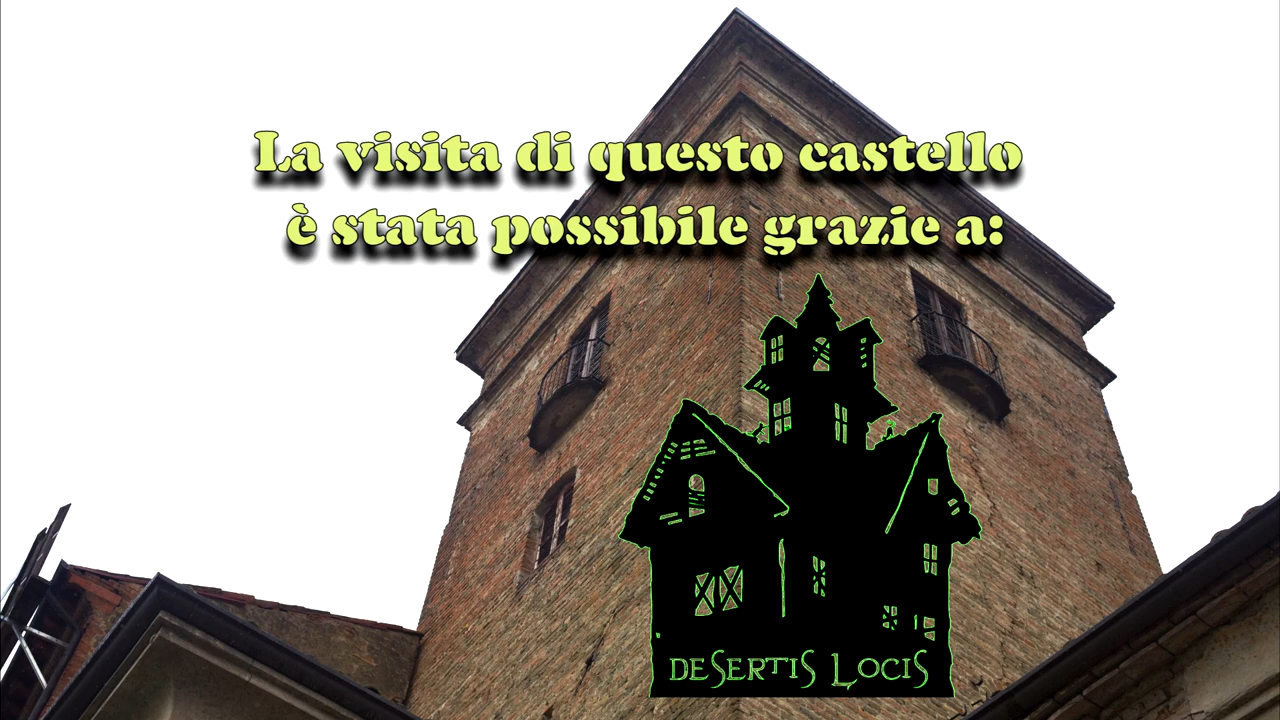 La visita di questo castello
è stata possibile grazie a:
DESERTIS LOCIS